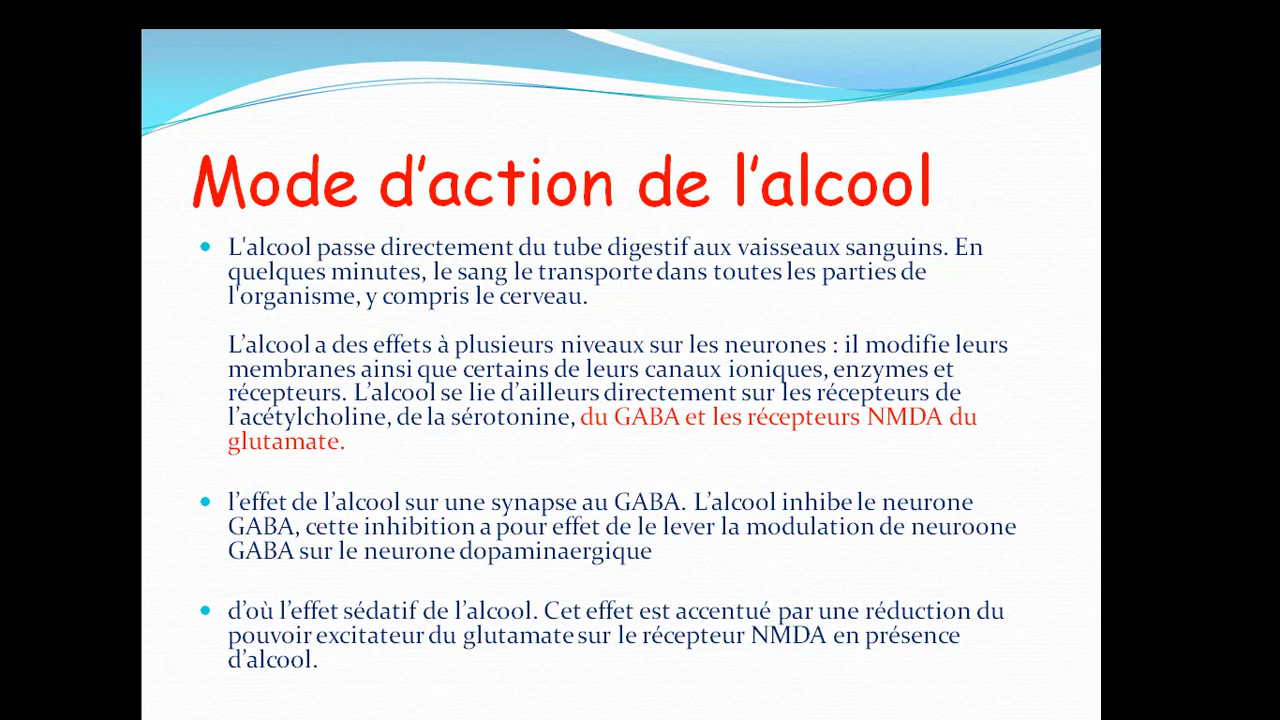 Mode d’action de l’alcool
L'alcool passe directement du tube digestif aux vaisseaux sanguins. En
quelques minutes, le sang le transporte dans toutes les parties de
l'organisme, y compris le cerveau.
L’alcool a des effets à plusieurs niveaux sur les neurones : il modifie leurs
membranes ainsi que certains de leurs canaux ioniques, enzymes et
récepteurs. L’alcool se lie d’ailleurs directement sur les récepteurs de
l’acétylcholine, de la sérotonine, du GABA et les récepteurs NMDA du
glutamate.
l’effet de l’alcool sur une synapse au GABA. L’alcool inhibe le neurone
GABA, cette inhibition a pour effet de le lever la modulation de neuroone
GABA sur le neurone dopaminaergique
d’où l’effet sédatif de l’alcool. Cet effet est accentué par une réduction du
pouvoir excitateur du glutamate sur le récepteur NMDA en présence
d’alcool.